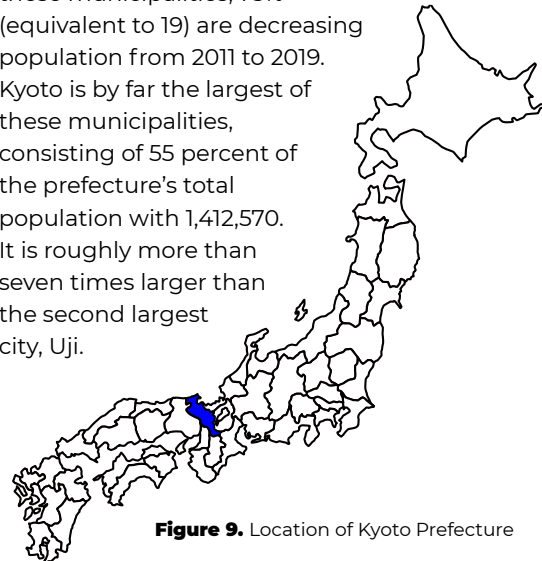 (equivalent to 19) are decreasing
population from 2011 to 2019.
Kyoto is by far the largest of
these municipalities,
consisting of 55 percent of
the prefecture’s total
population with 1,412,570.
It is roughly more than
seven times larger than
the second largest
city, Uji.
Figure 9. Location of Kyoto Prefecture